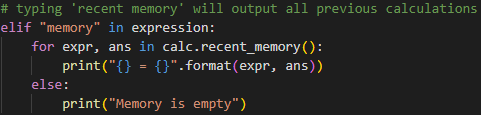 # typing 'recent memory' will output all previous calculations
elif "memory" in expression:
    for expr, ans in calc.recent_memory():
        print("{} = {}".format(expr, ans))
    else:
        print("Memory is empty")